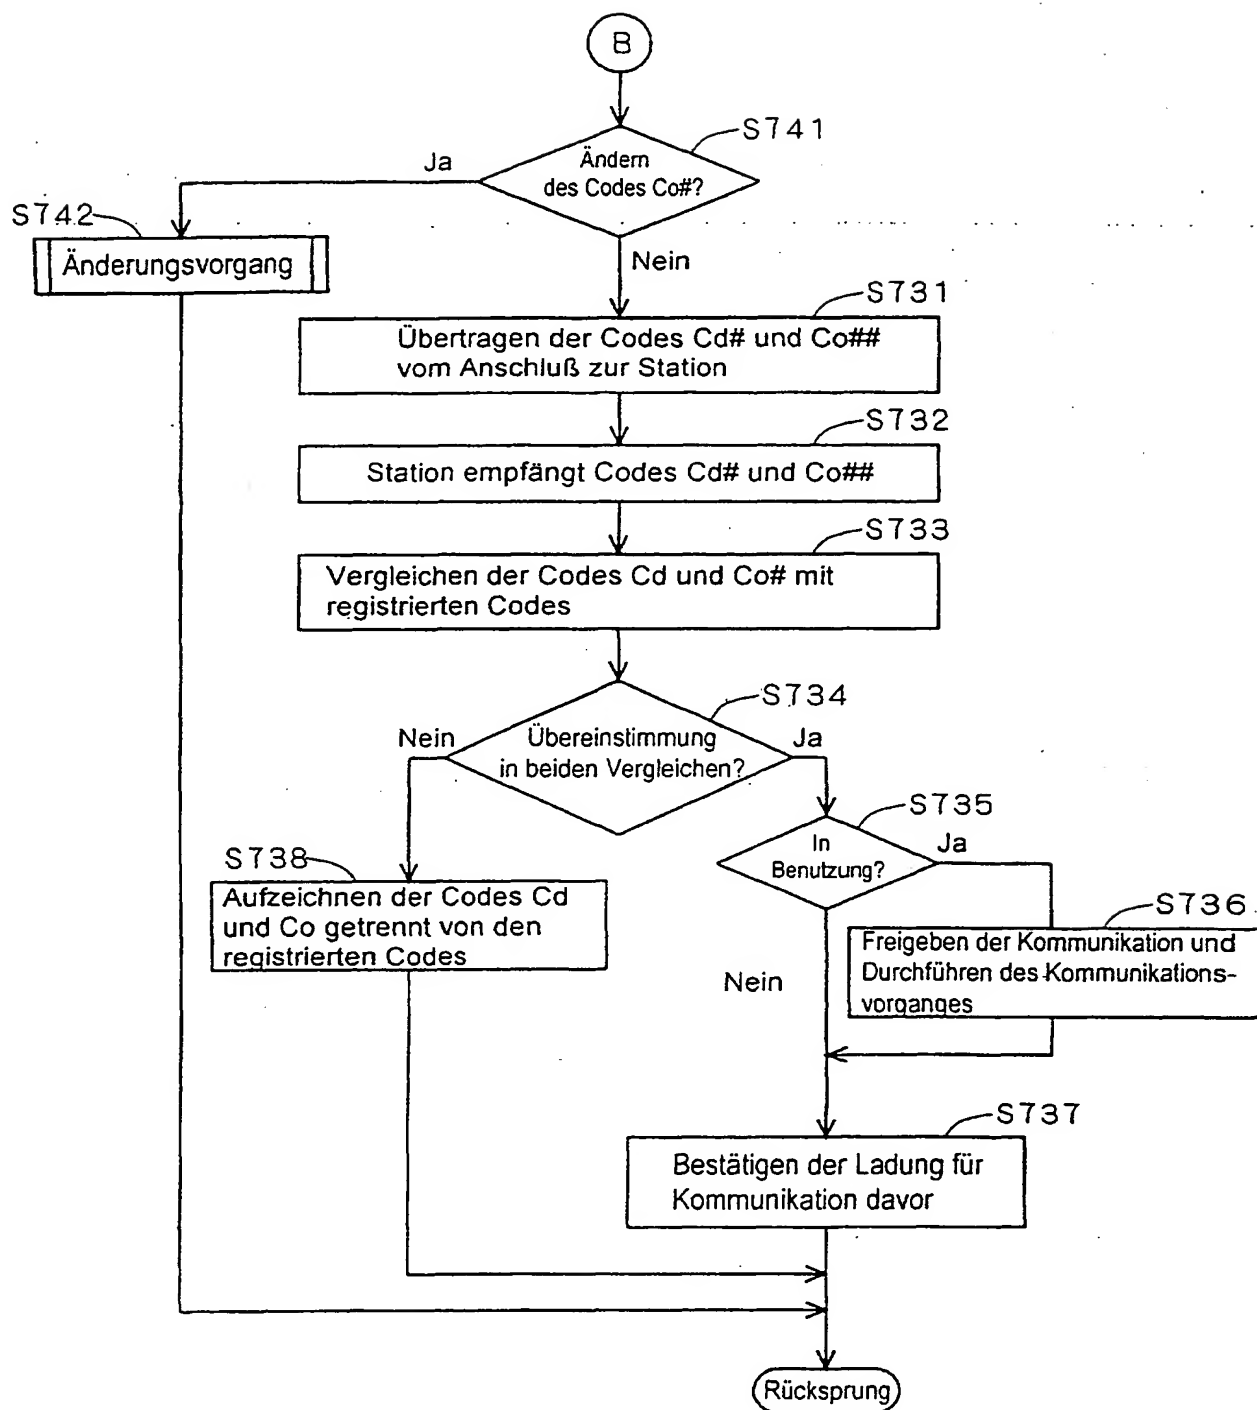 B
S741
Ja
Ändern
des Codes Co#?
S742
Änderungsvorgang
Nein
S731
Übertragen der Codes Cd# und Co##
vom Anschluß zur Station
S732
Station empfängt Codes Cd# und Co##
S733
Vergleichen der Codes Cd und Co# mit
registrierten Codes
S734
Nein
Übereinstimmung
in beiden Vergleichen?
Ja
S735
In
Benutzung?
Ja
S738
Aufzeichnen der Codes Cd
und Co getrennt von den
registrierten Codes
S736
Freigeben der Kommunikation und
Durchführen des Kommunikations-
vorganges
Nein
S737
Bestätigen der Ladung für
Kommunikation davor
Rücksprung